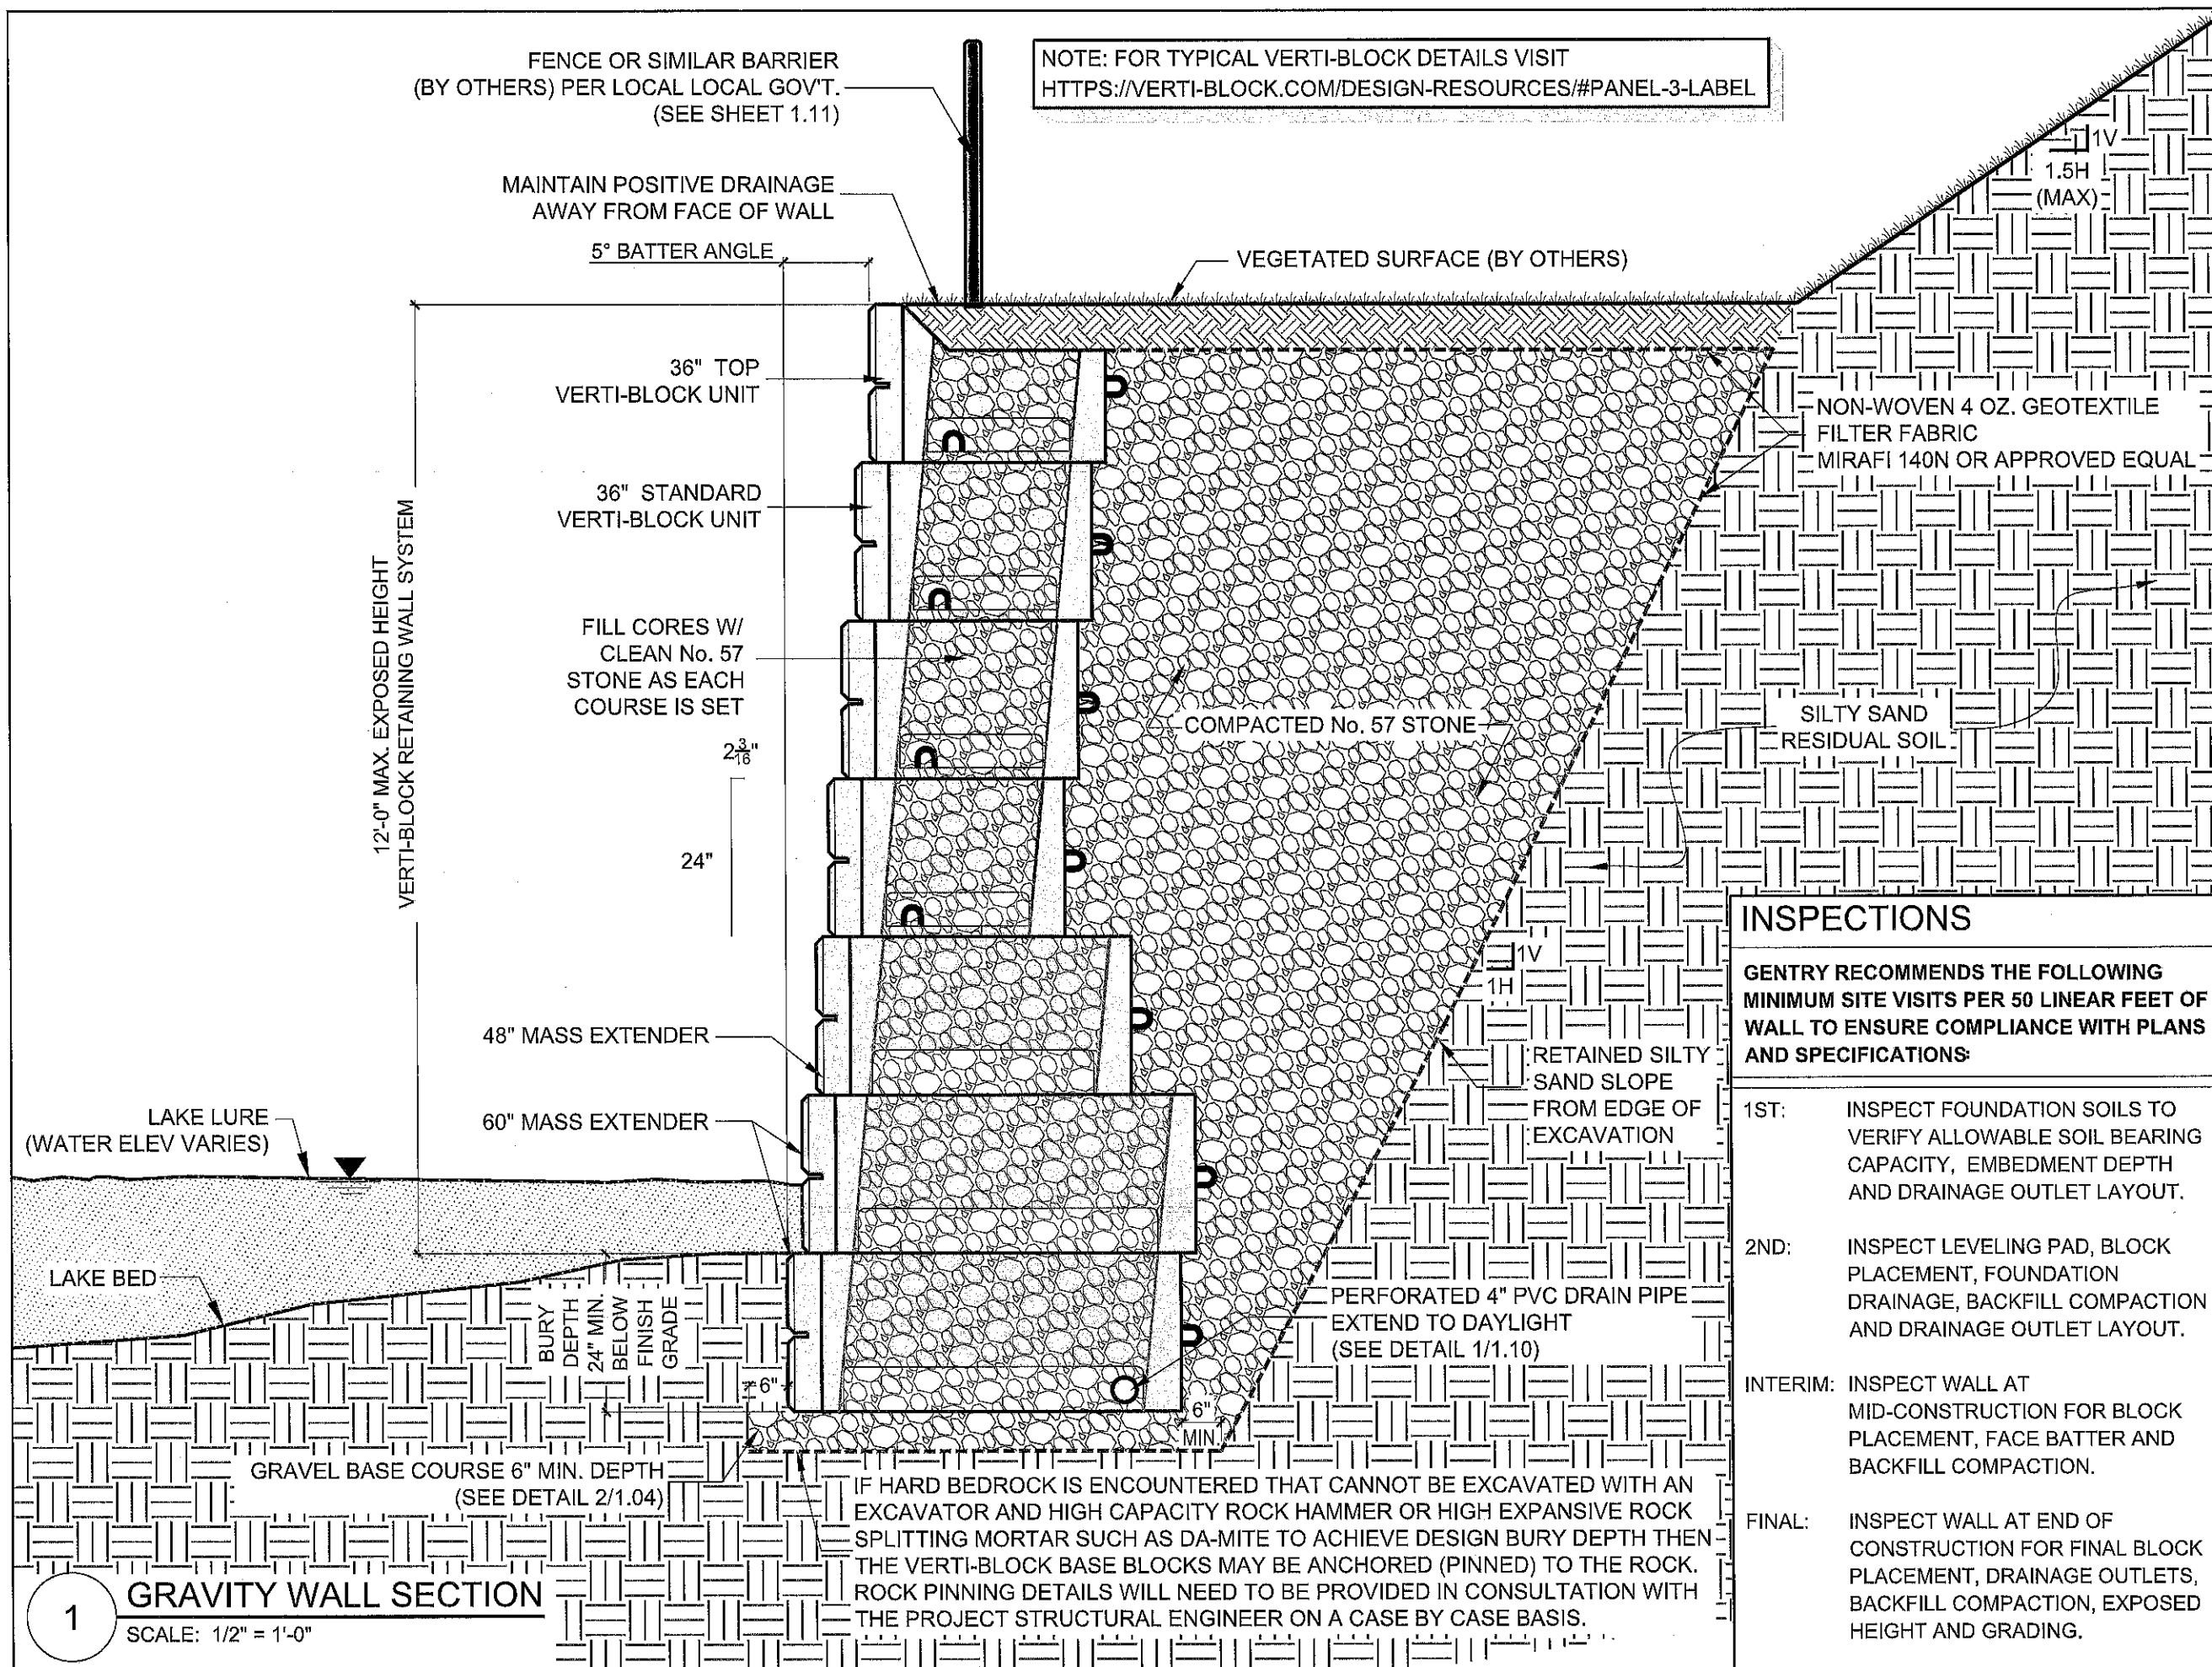 FENCE OR SIMILAR BARRIER
(BY OTHERS) PER LOCAL LOCAL GOV'T.
(SEE SHEET 1.11)
NOTE: FOR TYPICAL VERTI-BLOCK DETAILS VISIT
HTTPS://VERTI-BLOCK.COM/DESIGN-RESOURCES/#PANEL-3-LABEL
1V
1.5H
(MAX)
MAINTAIN POSITIVE DRAINAGE
AWAY FROM FACE OF WALL
5° BATTER ANGLE
VEGETATED SURFACE (BY OTHERS)
36" TOP
VERTI-BLOCK UNIT
NON-WOVEN 4 OZ. GEOTEXTILE
FILTER FABRIC
MIRAFI 140N OR APPROVED EQUAL
36" STANDARD
VERTI-BLOCK UNIT
12'-0" MAX. EXPOSED HEIGHT
VERTI-BLOCK RETAINING WALL SYSTEM
FILL CORES W/
CLEAN No. 57
STONE AS EACH
COURSE IS SET
COMPACTED No. 57 STONE
SILTY SAND
RESIDUAL SOIL
2 3/16"
24"
1V
1H
48" MASS EXTENDER
RETAINED SILTY
SAND SLOPE
FROM EDGE OF
EXCAVATION
60" MASS EXTENDER
LAKE LURE
(WATER ELEV VARIES)
LAKE BED
BURY
DEPTH
24" MIN.
BELOW
FINISH
GRADE
PERFORATED 4" PVC DRAIN PIPE
EXTEND TO DAYLIGHT
(SEE DETAIL 1/1.10)
6"
6"
MIN
GRAVEL BASE COURSE 6" MIN. DEPTH
(SEE DETAIL 2/1.04)
IF HARD BEDROCK IS ENCOUNTERED THAT CANNOT BE EXCAVATED WITH AN
EXCAVATOR AND HIGH CAPACITY ROCK HAMMER OR HIGH EXPANSIVE ROCK
SPLITTING MORTAR SUCH AS DA-MITE TO ACHIEVE DESIGN BURY DEPTH THEN
THE VERTI-BLOCK BASE BLOCKS MAY BE ANCHORED (PINNED) TO THE ROCK.
ROCK PINNING DETAILS WILL NEED TO BE PROVIDED IN CONSULTATION WITH
THE PROJECT STRUCTURAL ENGINEER ON A CASE BY CASE BASIS.
INSPECTIONS
GENTRY RECOMMENDS THE FOLLOWING
MINIMUM SITE VISITS PER 50 LINEAR FEET OF
WALL TO ENSURE COMPLIANCE WITH PLANS
AND SPECIFICATIONS:
1ST: INSPECT FOUNDATION SOILS TO
VERIFY ALLOWABLE SOIL BEARING
CAPACITY, EMBEDMENT DEPTH
AND DRAINAGE OUTLET LAYOUT.
2ND: INSPECT LEVELING PAD, BLOCK
PLACEMENT, FOUNDATION
DRAINAGE, BACKFILL COMPACTION
AND DRAINAGE OUTLET LAYOUT.
INTERIM: INSPECT WALL AT
MID-CONSTRUCTION FOR BLOCK
PLACEMENT, FACE BATTER AND
BACKFILL COMPACTION.
FINAL: INSPECT WALL AT END OF
CONSTRUCTION FOR FINAL BLOCK
PLACEMENT, DRAINAGE OUTLETS,
BACKFILL COMPACTION, EXPOSED
HEIGHT AND GRADING.
1 GRAVITY WALL SECTION
SCALE: 1/2" = 1'-0"